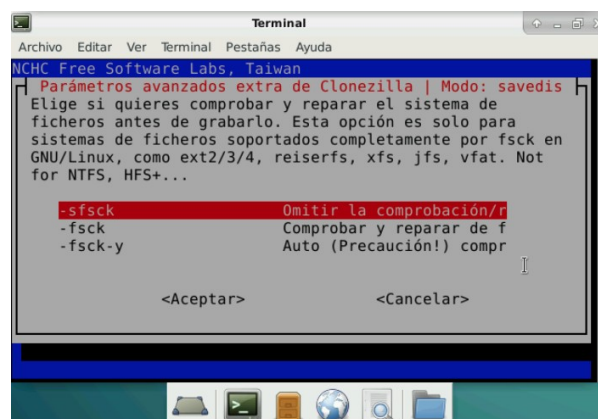 Terminal
Archivo Editar Ver Terminal Pestañas Ayuda
NCHC Free Software Labs, Taiwan
Parámetros avanzados extra de Clonezilla | Modo: savedis
Elige si quieres comprobar y reparar el sistema de
ficheros antes de grabarlo. Esta opción es solo para
sistemas de ficheros soportados completamente por fsck en
GNU/Linux, como ext2/3/4, reiserfs, xfs, jfs, vfat. Not
for NTFS, HFS+...
-sfsck Omitir la comprobación/r
-fsck Comprobar y reparar de f
-fsck-y Auto (Precaución!) compr
<Aceptar> <Cancelar>